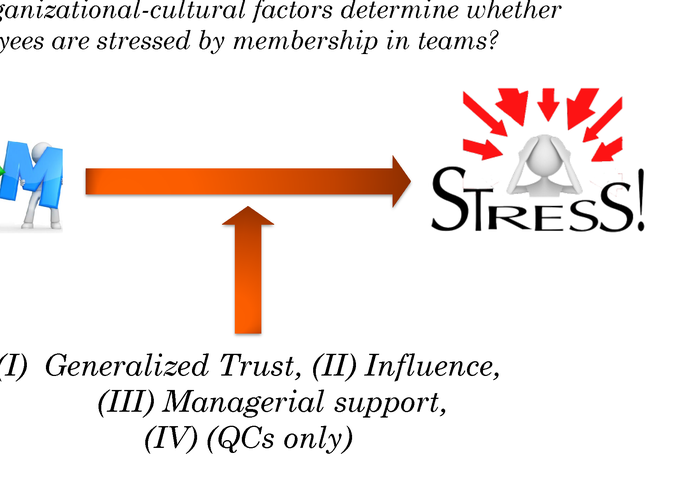 ganizational-cultural factors determine whether
yees are stressed by membership in teams?
M
STRESS!
(I) Generalized Trust, (II) Influence,
(III) Managerial support,
(IV) (QCs only)